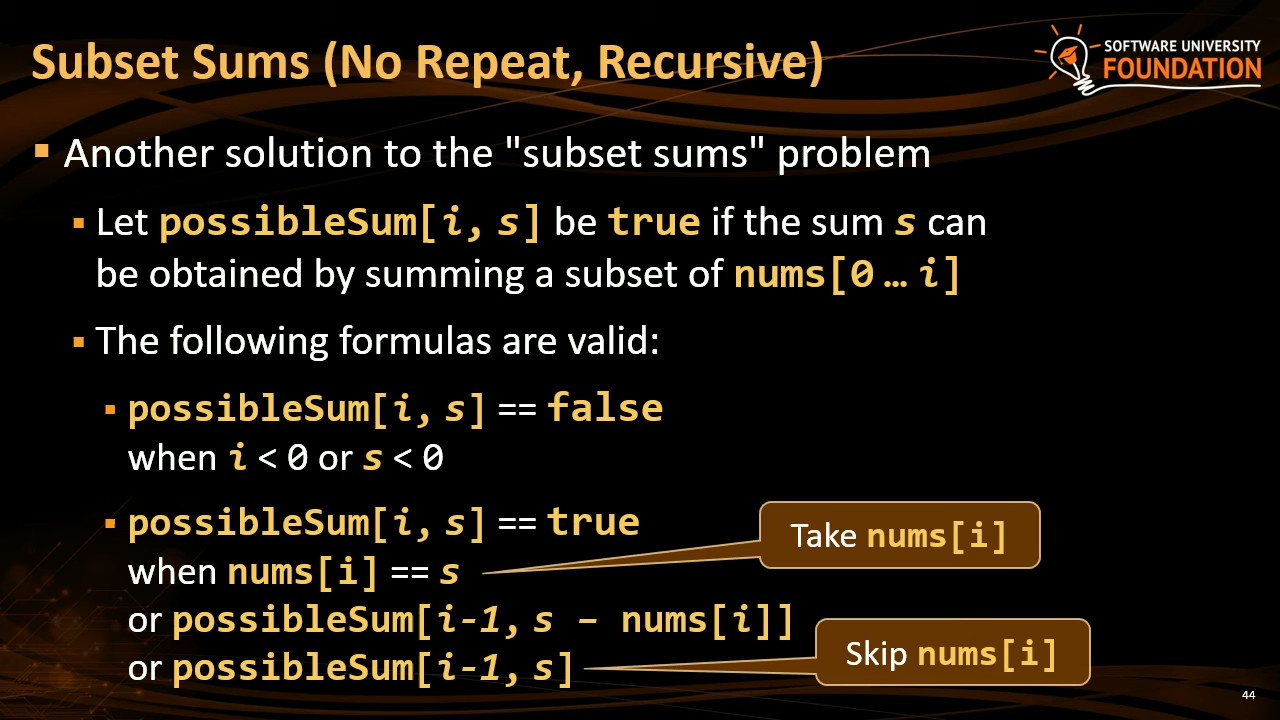 Subset Sums (No Repeat, Recursive)
SOFTWARE UNIVERSITY
FOUNDATION
Another solution to the "subset sums" problem
Let possibleSum[i, s] be true if the sum s can
be obtained by summing a subset of nums[0 … i]
The following formulas are valid:
possibleSum[i, s] == false
when i < 0 or s < 0
possibleSum[i, s] == true
when nums[i] == s
Take nums[i]
or possibleSum[i-1, s – nums[i]]
or possibleSum[i-1, s]
Skip nums[i]
44